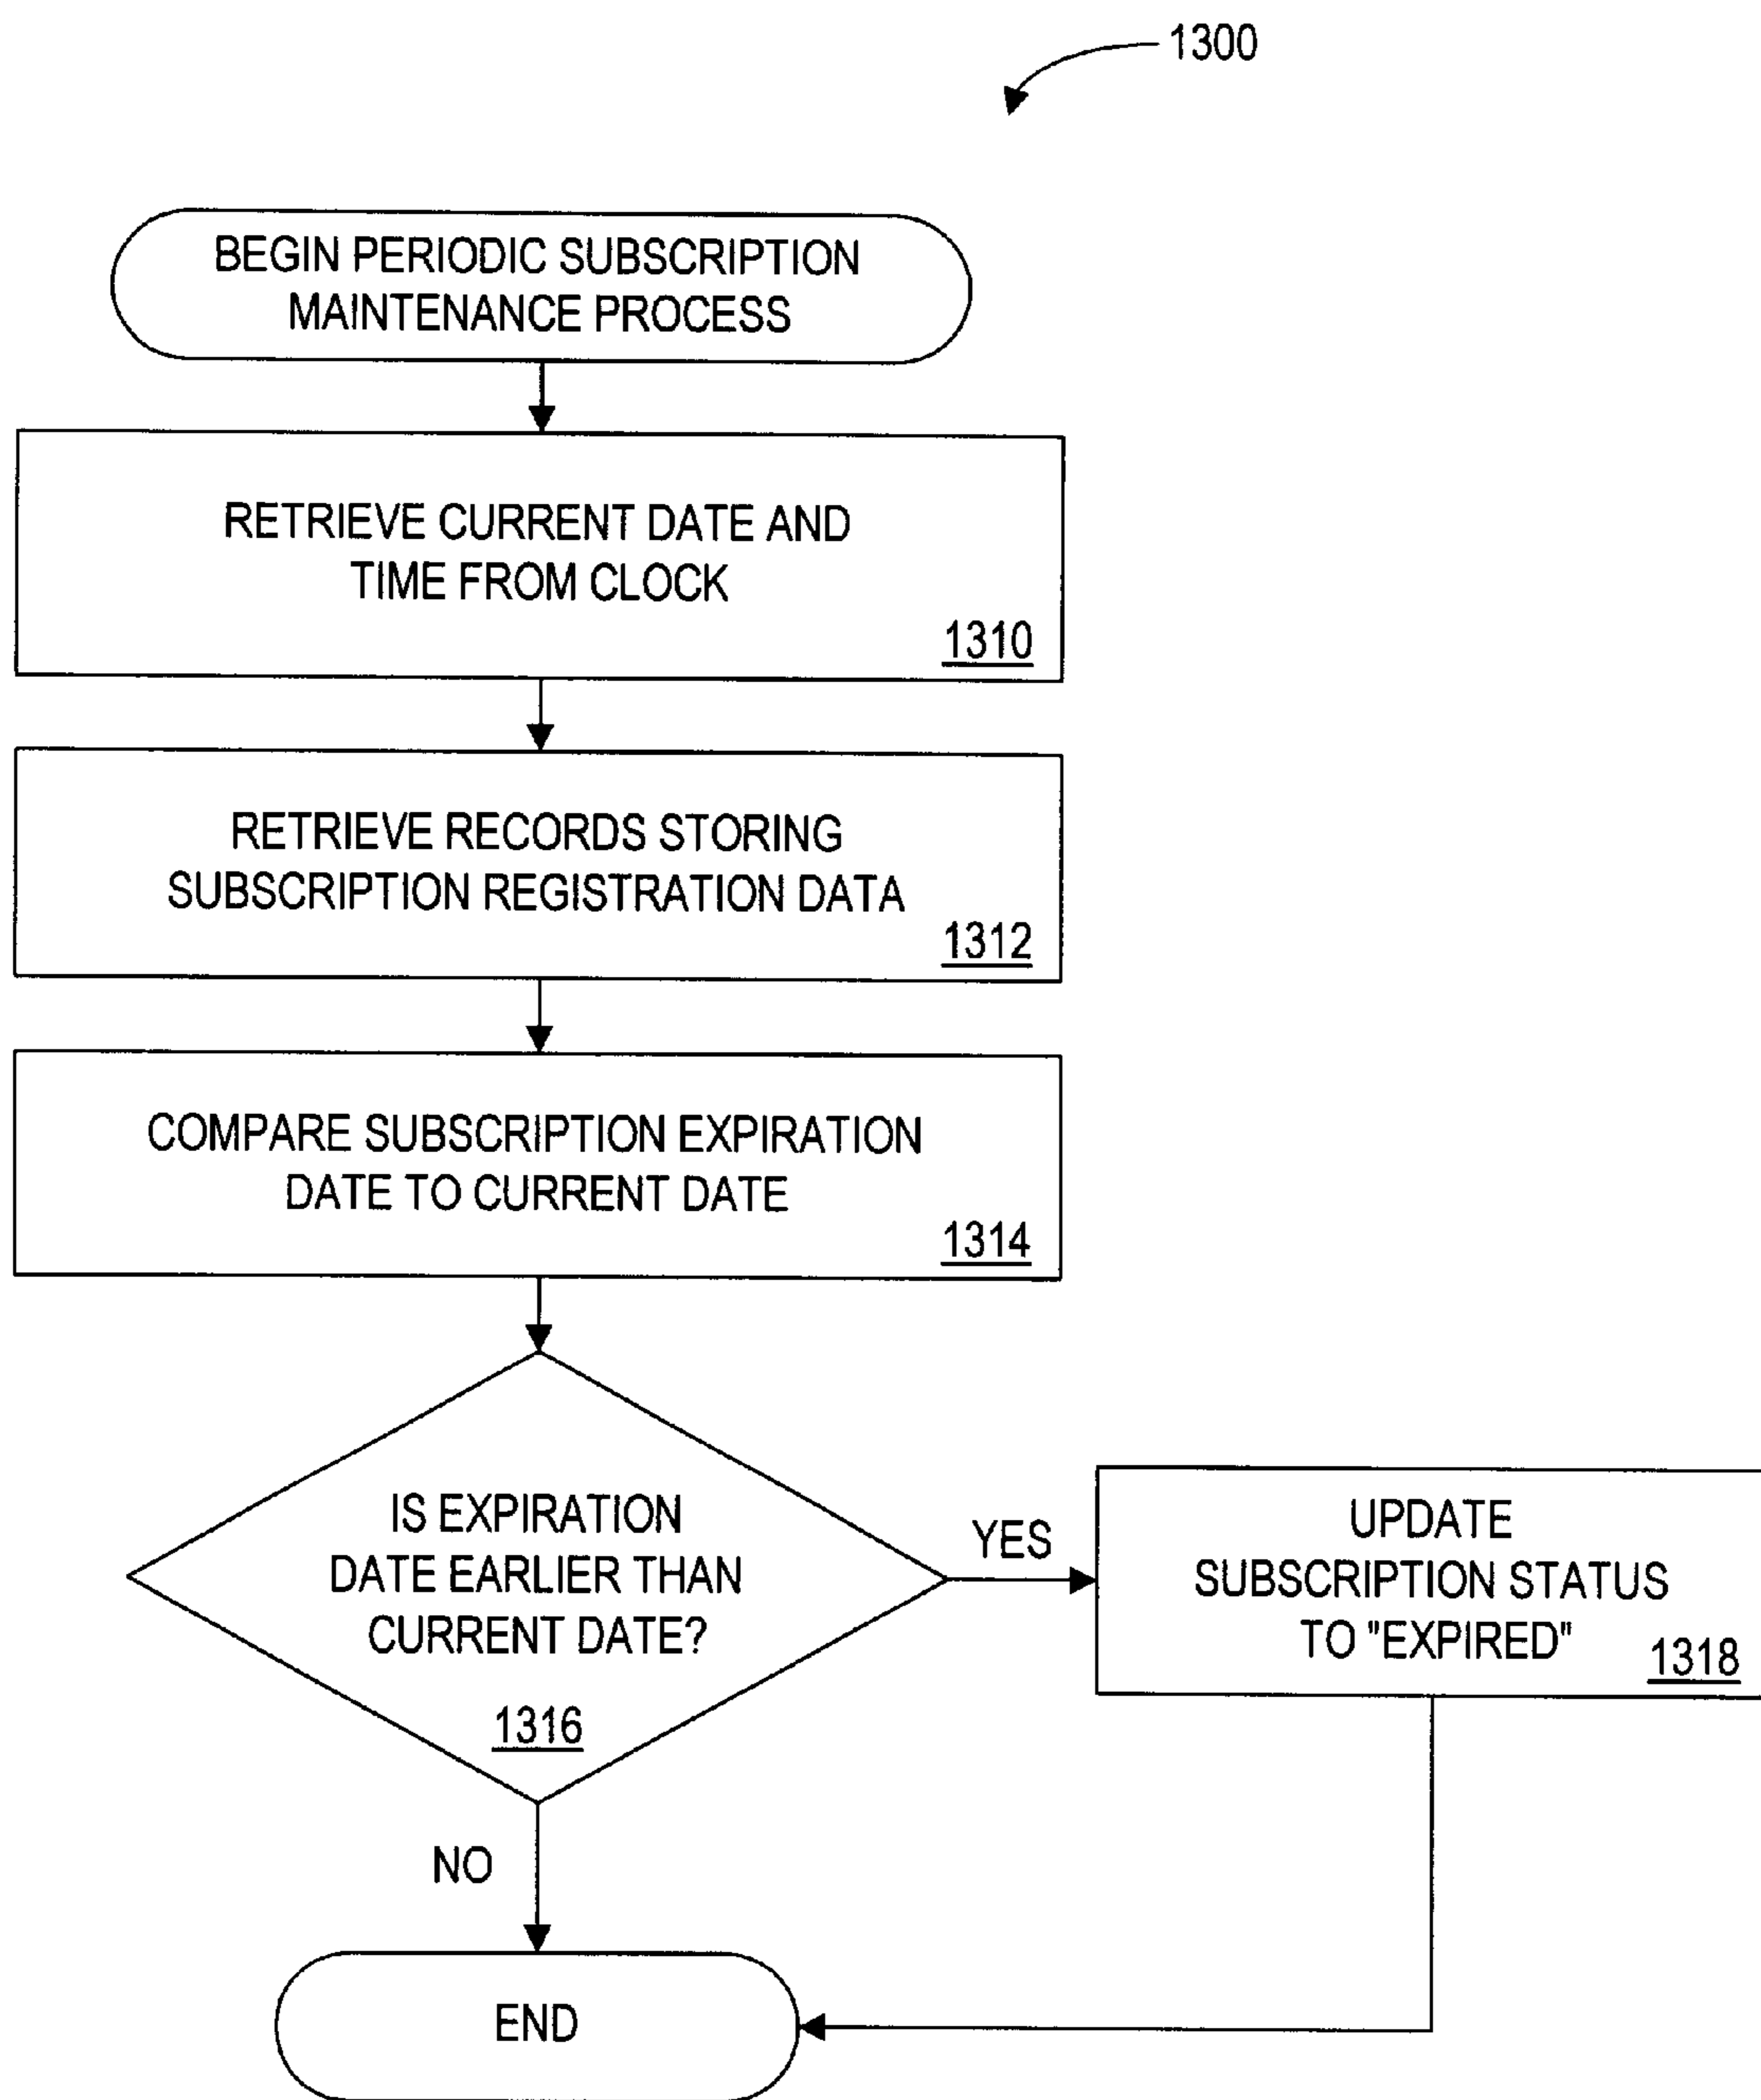 1300
BEGIN PERIODIC SUBSCRIPTION
MAINTENANCE PROCESS
RETRIEVE CURRENT DATE AND
TIME FROM CLOCK
1310
RETRIEVE RECORDS STORING
SUBSCRIPTION REGISTRATION DATA
1312
COMPARE SUBSCRIPTION EXPIRATION
DATE TO CURRENT DATE
1314
IS EXPIRATION
DATE EARLIER THAN
CURRENT DATE?
1316
YES
UPDATE
SUBSCRIPTION STATUS
TO "EXPIRED"
1318
NO
END